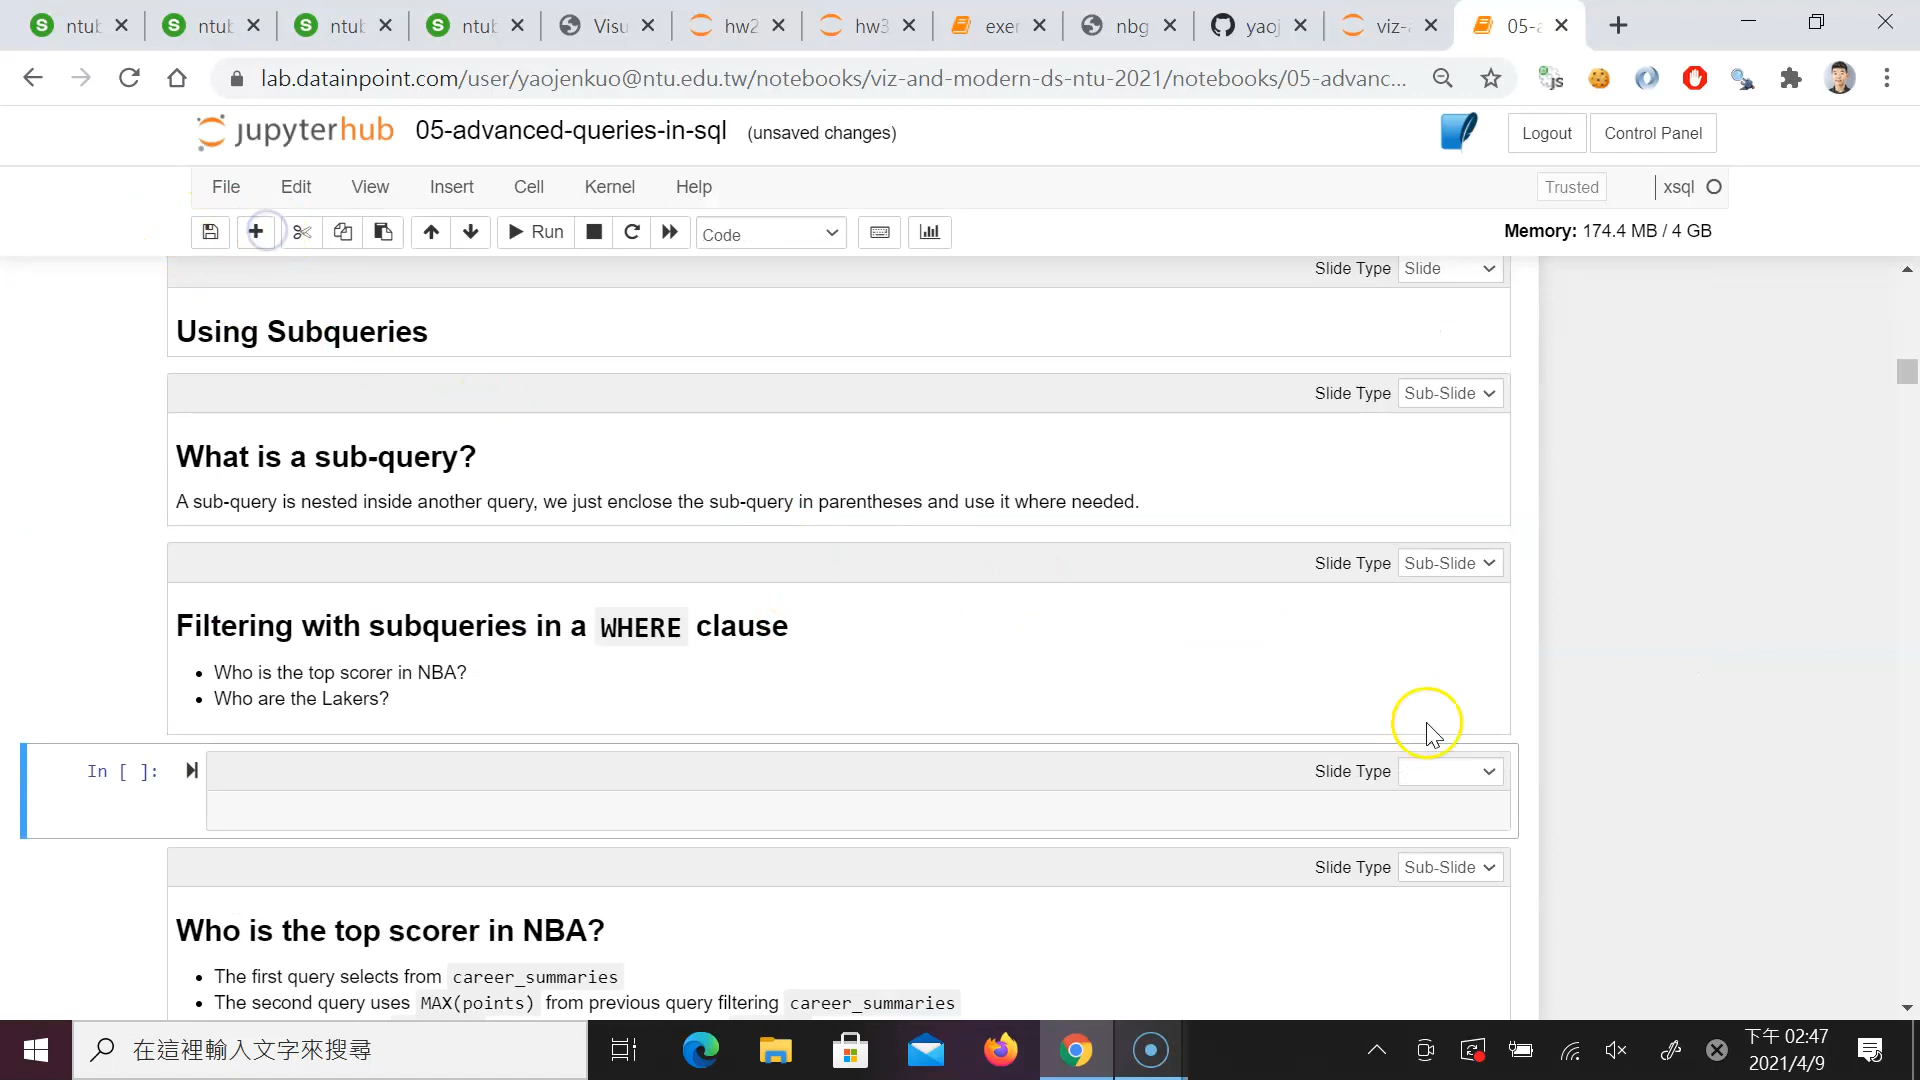 ntub
ntub
ntub
ntub
Visu
hw2
hw3
exer
nbg
yaoj
viz-a
05-a
lab.datainpoint.com/user/yaojenkuo@ntu.edu.tw/notebooks/viz-and-modern-ds-ntu-2021/notebooks/05-advanc...
jupyterhub 05-advanced-queries-in-sql (unsaved changes)
Logout
Control Panel
File Edit View Insert Cell Kernel Help
Trusted
xsql
Run
Code
Memory: 174.4 MB / 4 GB
Slide Type Slide
Using Subqueries
Slide Type Sub-Slide
What is a sub-query?
A sub-query is nested inside another query, we just enclose the sub-query in parentheses and use it where needed.
Slide Type Sub-Slide
Filtering with subqueries in a WHERE clause
Who is the top scorer in NBA?
Who are the Lakers?
In [ ]:
Slide Type
Slide Type Sub-Slide
Who is the top scorer in NBA?
The first query selects from career_summaries
The second query uses MAX(points) from previous query filtering career_summaries
在這裡輸入文字來搜尋
下午 02:47
2021/4/9